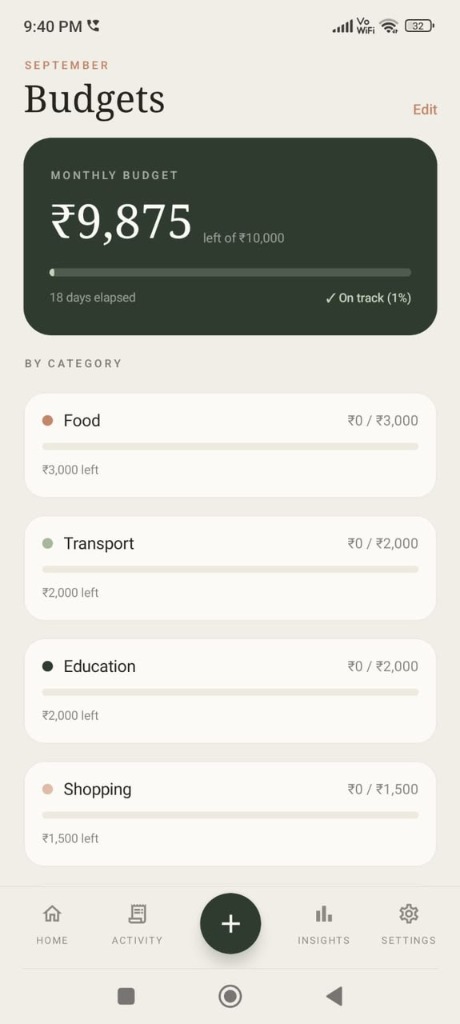 9:40 PM Vo WiFi 32
SEPTEMBER
Budgets
Edit
MONTHLY BUDGET
₹9,875 left of ₹10,000
18 days elapsed ✓ On track (1%)
BY CATEGORY
Food ₹0 / ₹3,000
₹3,000 left
Transport ₹0 / ₹2,000
₹2,000 left
Education ₹0 / ₹2,000
₹2,000 left
Shopping ₹0 / ₹1,500
₹1,500 left
HOME ACTIVITY + INSIGHTS SETTINGS